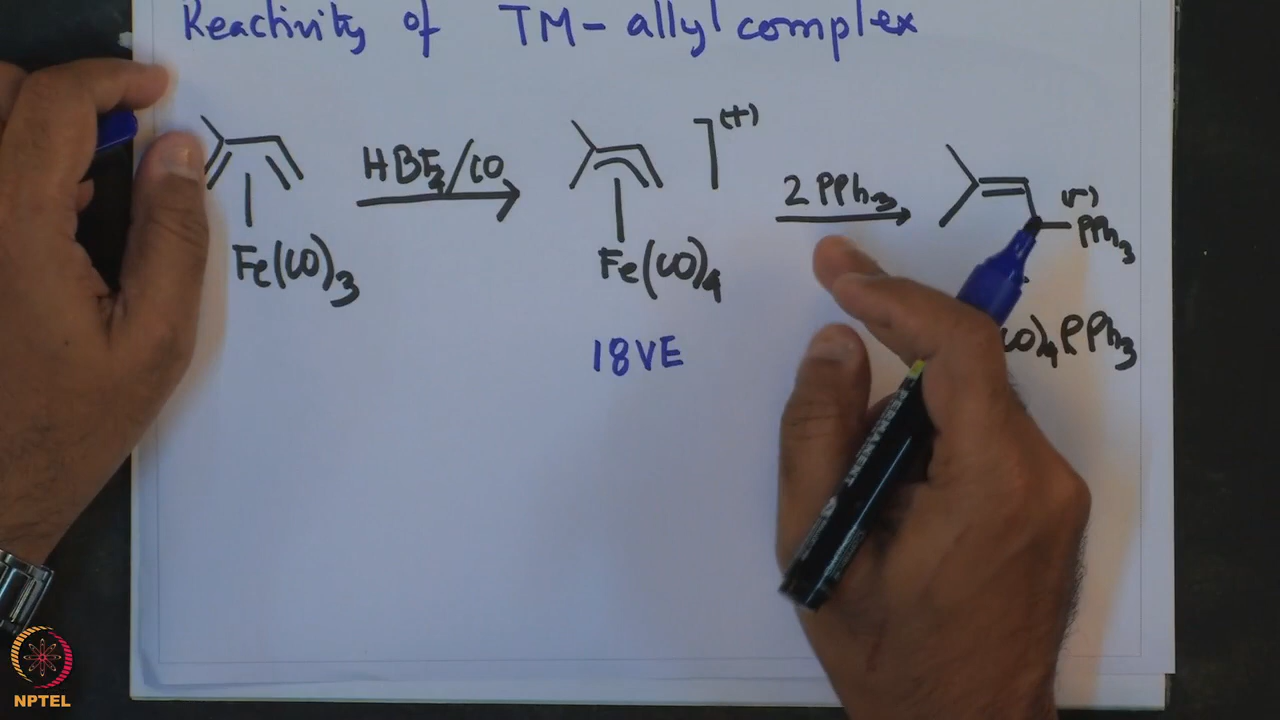 Reactivity of TM-allyl complex
HBF4/CO
](+)
2 PPh3
(+)
PPh3
Fe(CO)3
Fe(CO)4
CO)4PPh3
18VE
PERMANENT
NPTEL